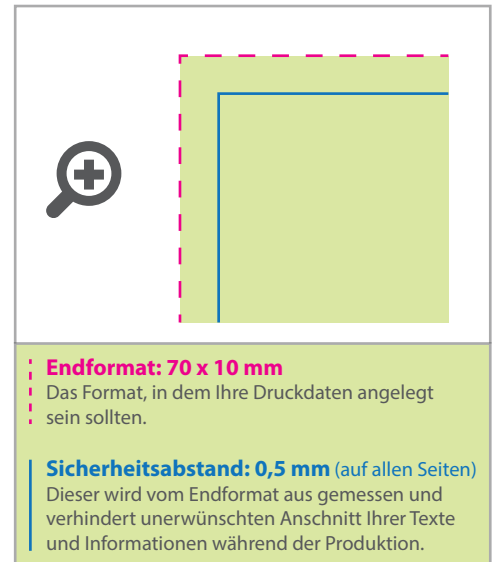 Endformat: 70 x 10 mm
Das Format, in dem Ihre Druckdaten angelegt
sein sollten.
Sicherheitsabstand: 0,5 mm (auf allen Seiten)
Dieser wird vom Endformat aus gemessen und
verhindert unerwünschten Anschnitt Ihrer Texte
und Informationen während der Produktion.